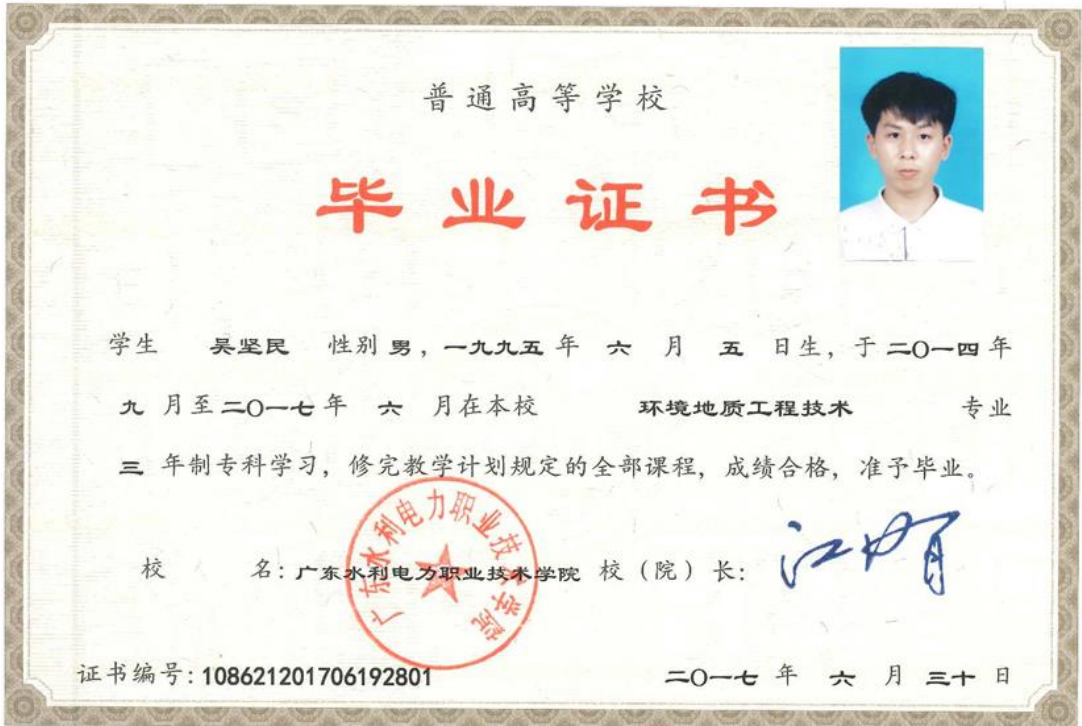 普通高等学校
毕业证书
学生 吴坚民 性别 男，一九九五 年 六 月 五 日生，于 二〇一四 年
九 月至 二〇一七 年 六 月在本校 环境地质工程技术 专业
三 年制专科学习，修完教学计划规定的全部课程，成绩合格，准予毕业。
广东水利电力职业技术学院
校 名：广东水利电力职业技术学院 校（院）长：
证书编号：108621201706192801 二〇一七 年 六 月 三十 日